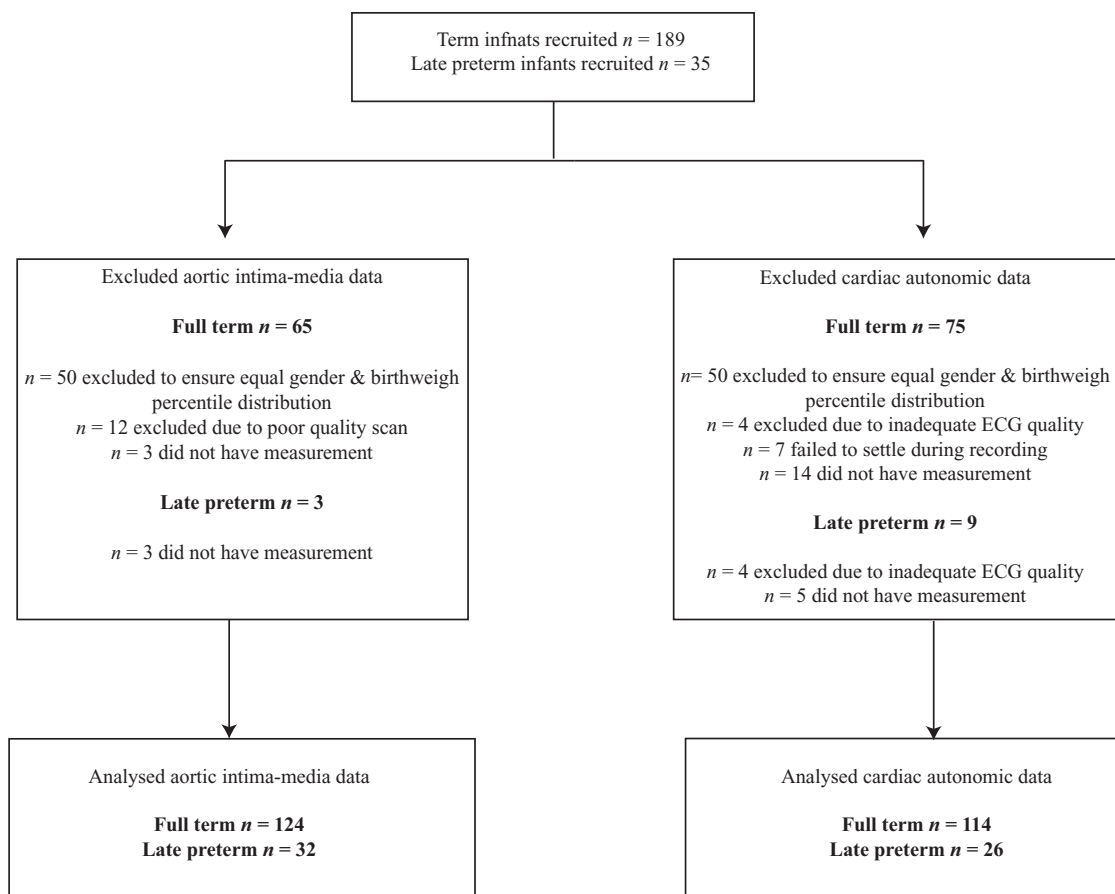 Term infnats recruited n = 189
Late preterm infants recruited n = 35
Excluded aortic intima-media data
Full term n = 65
n = 50 excluded to ensure equal gender & birthweigh
percentile distribution
n = 12 excluded due to poor quality scan
n = 3 did not have measurement
Late preterm n = 3
n = 3 did not have measurement
Excluded cardiac autonomic data
Full term n = 75
n= 50 excluded to ensure equal gender & birthweigh
percentile distribution
n = 4 excluded due to inadequate ECG quality
n = 7 failed to settle during recording
n = 14 did not have measurement
Late preterm n = 9
n = 4 excluded due to inadequate ECG quality
n = 5 did not have measurement
Analysed aortic intima-media data
Full term n = 124
Late preterm n = 32
Analysed cardiac autonomic data
Full term n = 114
Late preterm n = 26